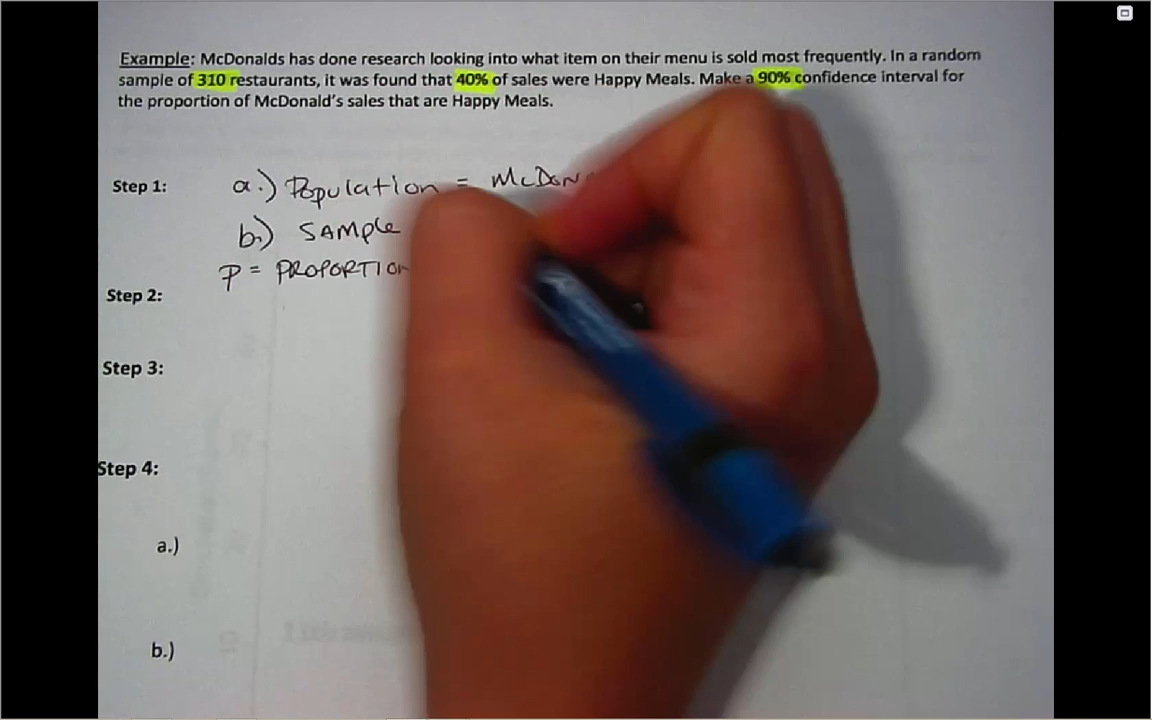 Example: McDonalds has done research looking into what item on their menu is sold most frequently. In a random
sample of 310 restaurants, it was found that 40% of sales were Happy Meals. Make a 90% confidence interval for
the proportion of McDonald's sales that are Happy Meals.
Step 1:
a.) Population = McDon
b.) SAMPle
P = PROPORTION
Step 2:
Step 3:
Step 4:
a.)
b.)